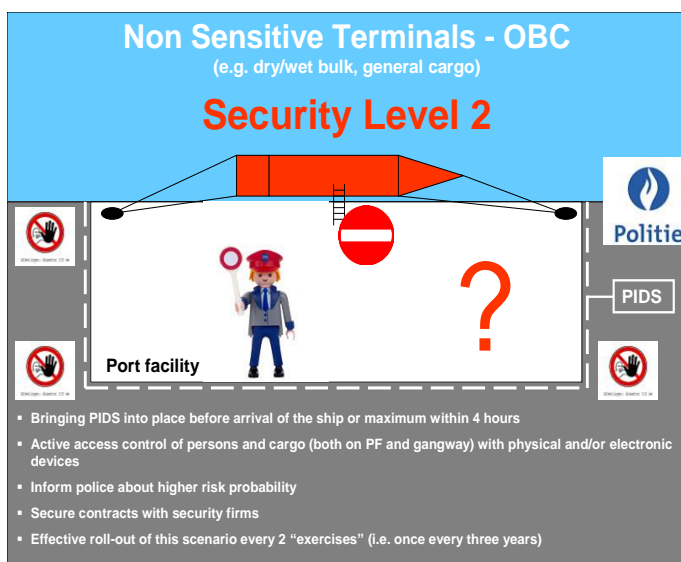 Non Sensitive Terminals - OBC
(e.g. dry/wet bulk, general cargo)
Security Level 2
Politie
?
PIDS
Port facility
▪ Bringing PIDS into place before arrival of the ship or maximum within 4 hours
▪ Active access control of persons and cargo (both on PF and gangway) with physical and/or electronic
devices
▪ Inform police about higher risk probability
▪ Secure contracts with security firms
▪ Effective roll-out of this scenario every 2 “exercises” (i.e. once every three years)